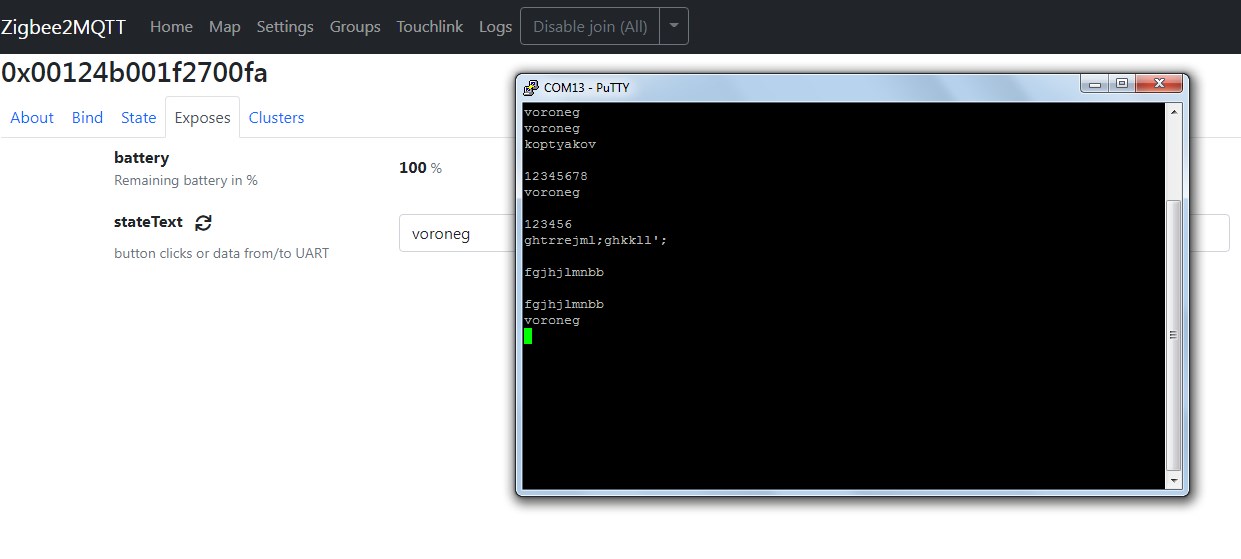 Zigbee2MQTT Home Map Settings Groups Touchlink Logs Disable join (All)
0x00124b001f2700fa
About Bind State Exposes Clusters
battery
Remaining battery in %
100 %
stateText
button clicks or data from/to UART
voroneg
COM13 - PuTTY
voroneg
voroneg
koptyakov
12345678
voroneg
123456
ghtrrejml;ghkkll';
fgjhjlmnbb
fgjhjlmnbb
voroneg